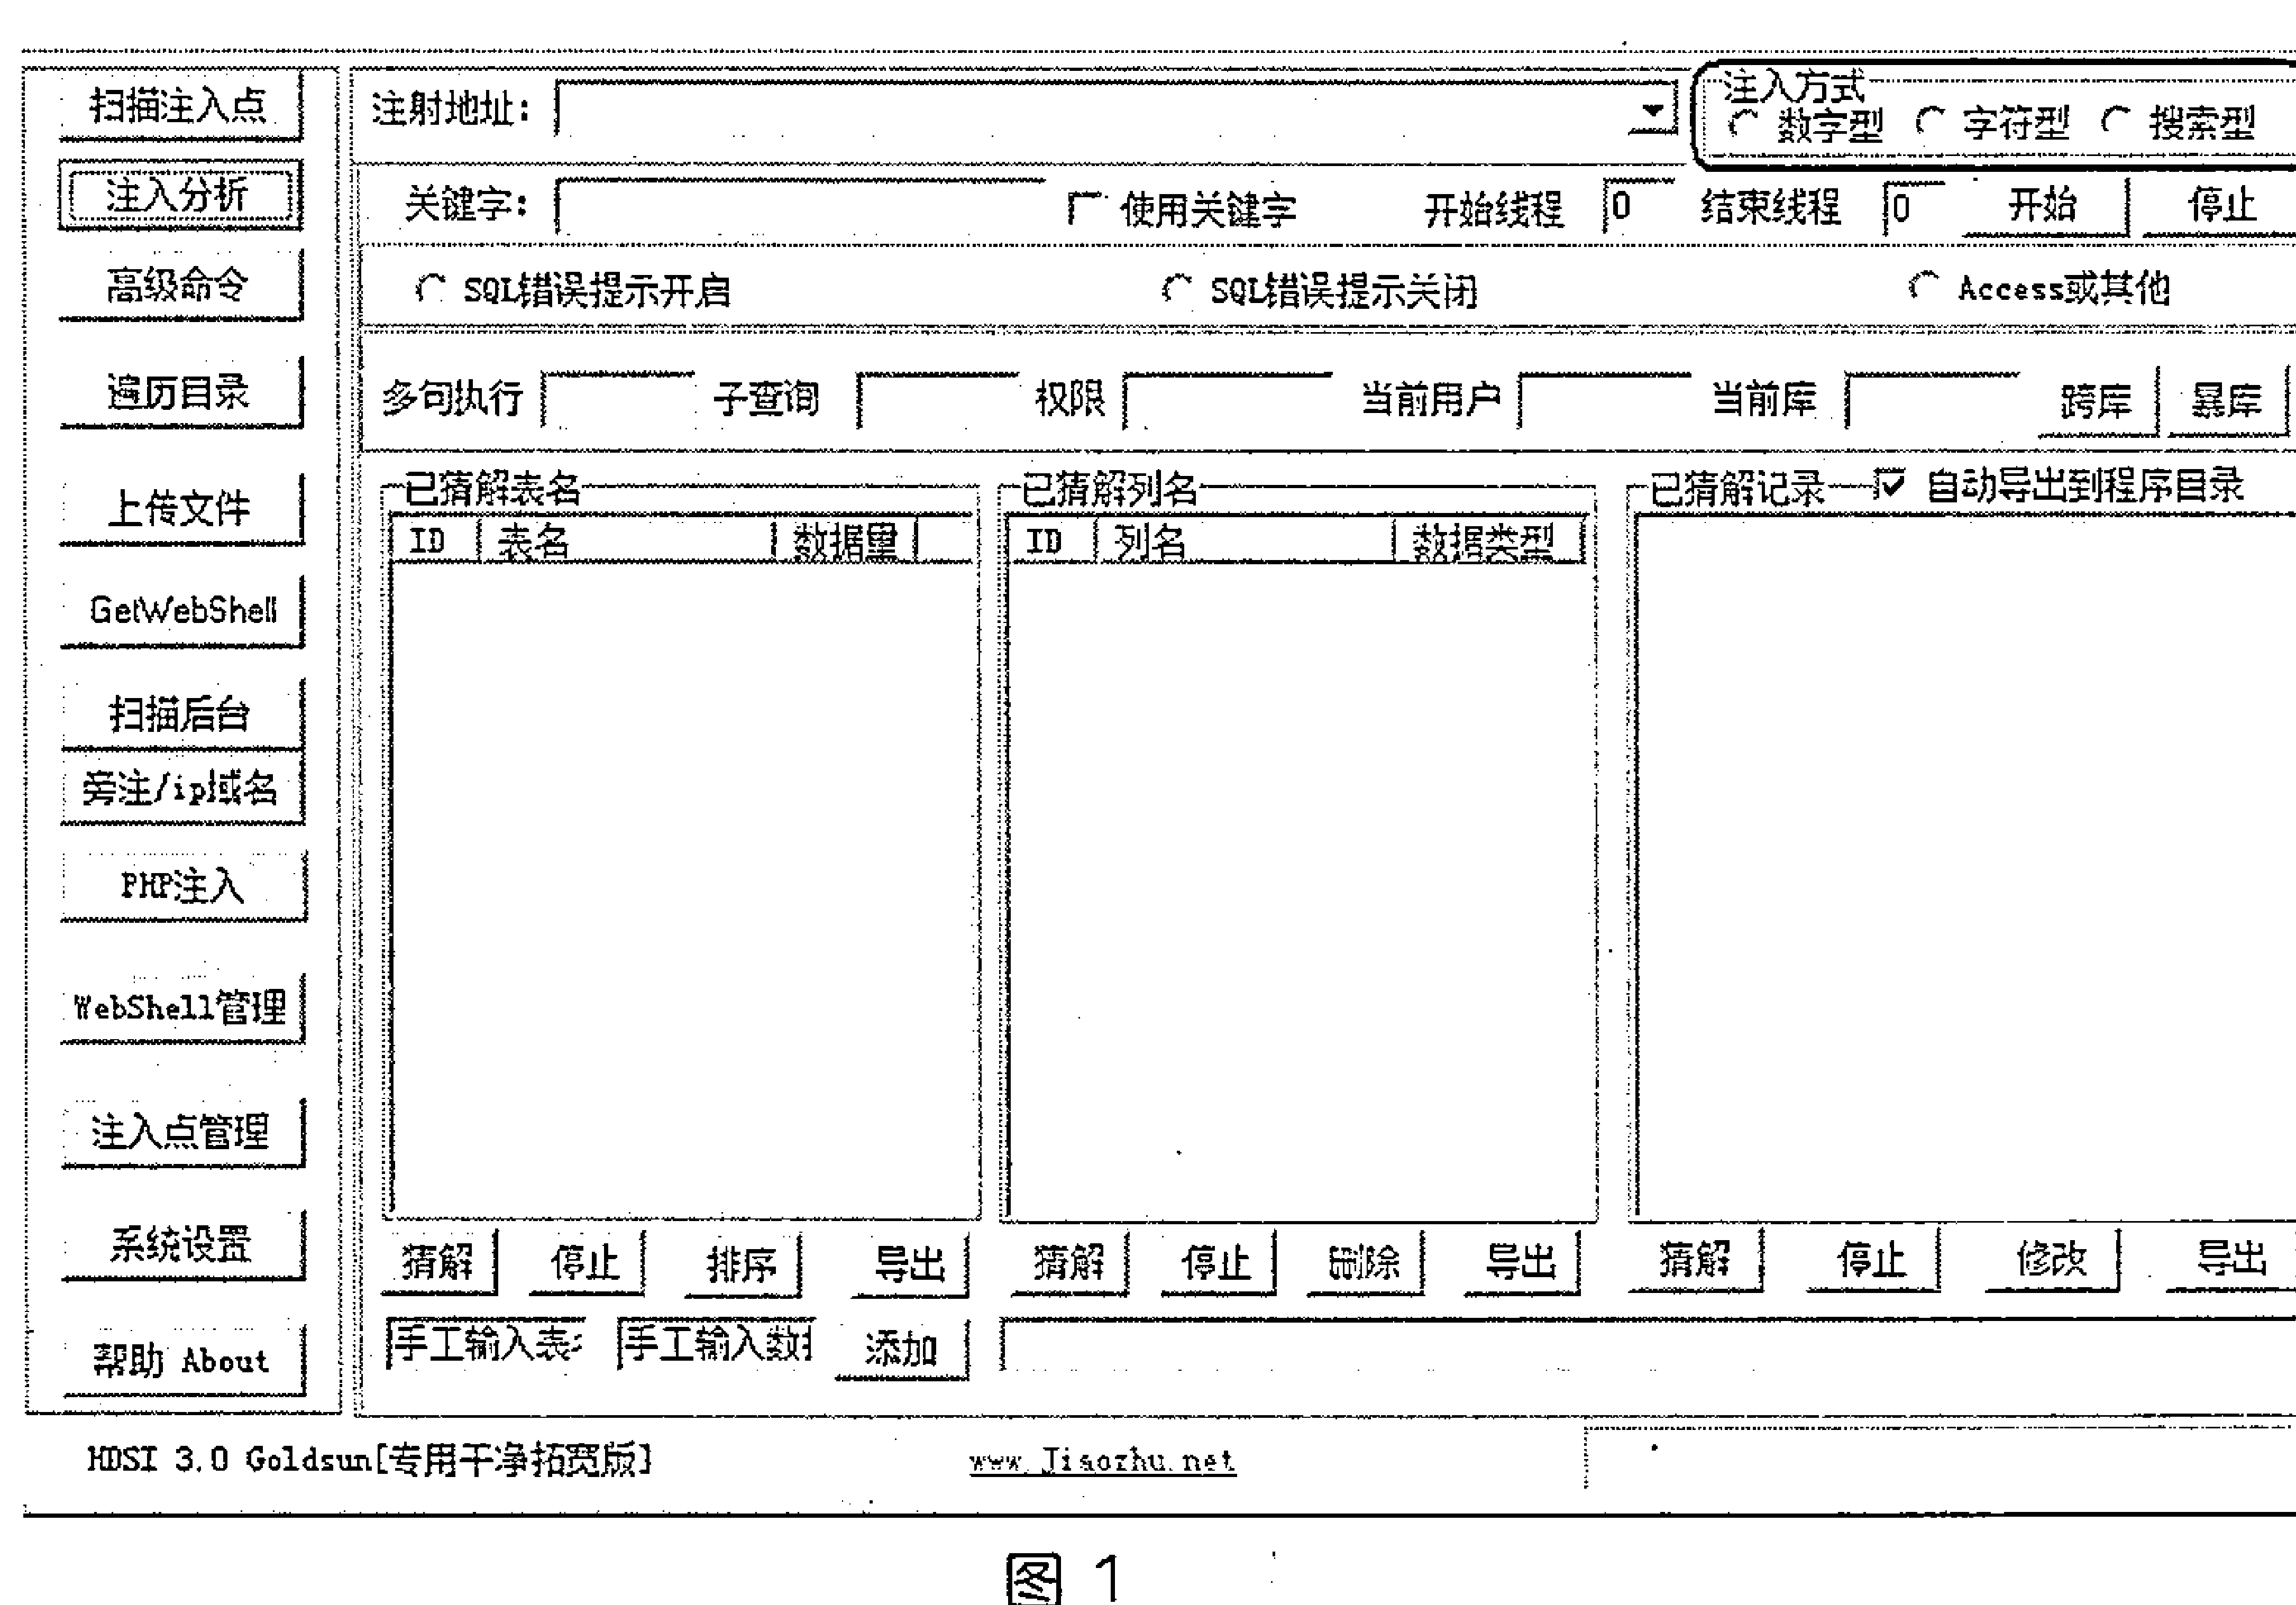 扫描注入点
注入分析
高级命令
遍历目录
上传文件
GetWebShell
扫描后台
旁注/ip域名
PHP注入
WebShell管理
注入点管理
系统设置
帮助 About
注射地址:
注入方式
数字型 字符型 搜索型
关键字: 使用关键字 开始线程 0 结束线程 0 开始 停止
SQL错误提示开启 SQL错误提示关闭 Access或其他
多句执行 子查询 权限 当前用户 当前库 跨库 暴库
已猜解表名 已猜解列名 已猜解记录 自动导出到程序目录
ID 表名 数据量 ID 列名 数据类型
猜解 停止 排序 导出 猜解 停止 删除 导出 猜解 停止 修改 导出
手工输入表 手工输入数 添加
HDSI 3.0 Goldsun[专用干净拓宽版] www.Jiaozhu.net
图 1